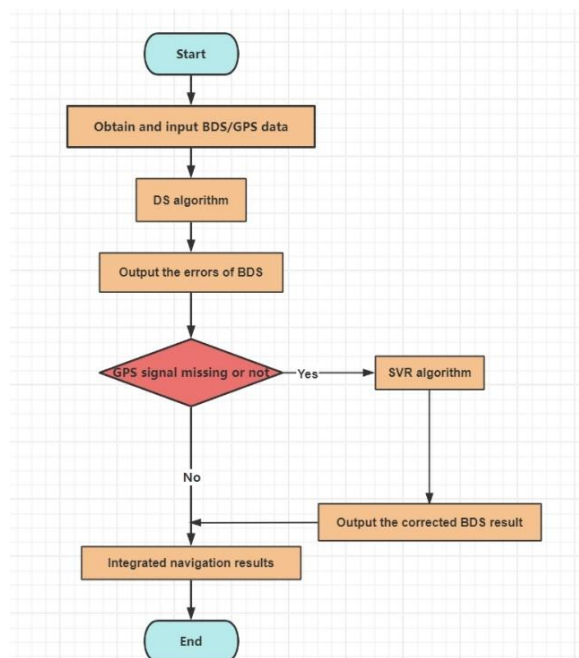 Start
Obtain and input BDS/GPS data
DS algorithm
Output the errors of BDS
GPS signal missing or not
Yes
SVR algorithm
No
Output the corrected BDS result
Integrated navigation results
End